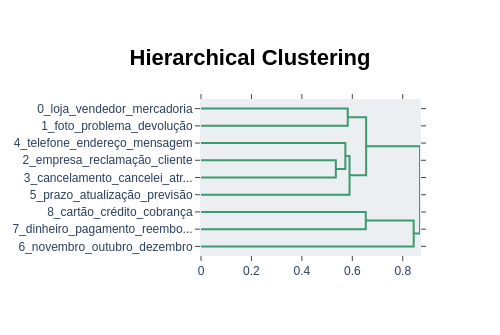 Hierarchical Clustering
0_loja_vendedor_mercadoria
1_foto_problema_devolução
4_telefone_endereço_mensagem
2_empresa_reclamação_cliente
3_cancelamento_cancelei_atr...
5_prazo_atualização_previsão
8_cartão_crédito_cobrança
7_dinheiro_pagamento_reembo...
6_novembro_outubro_dezembro
0 0.2 0.4 0.6 0.8